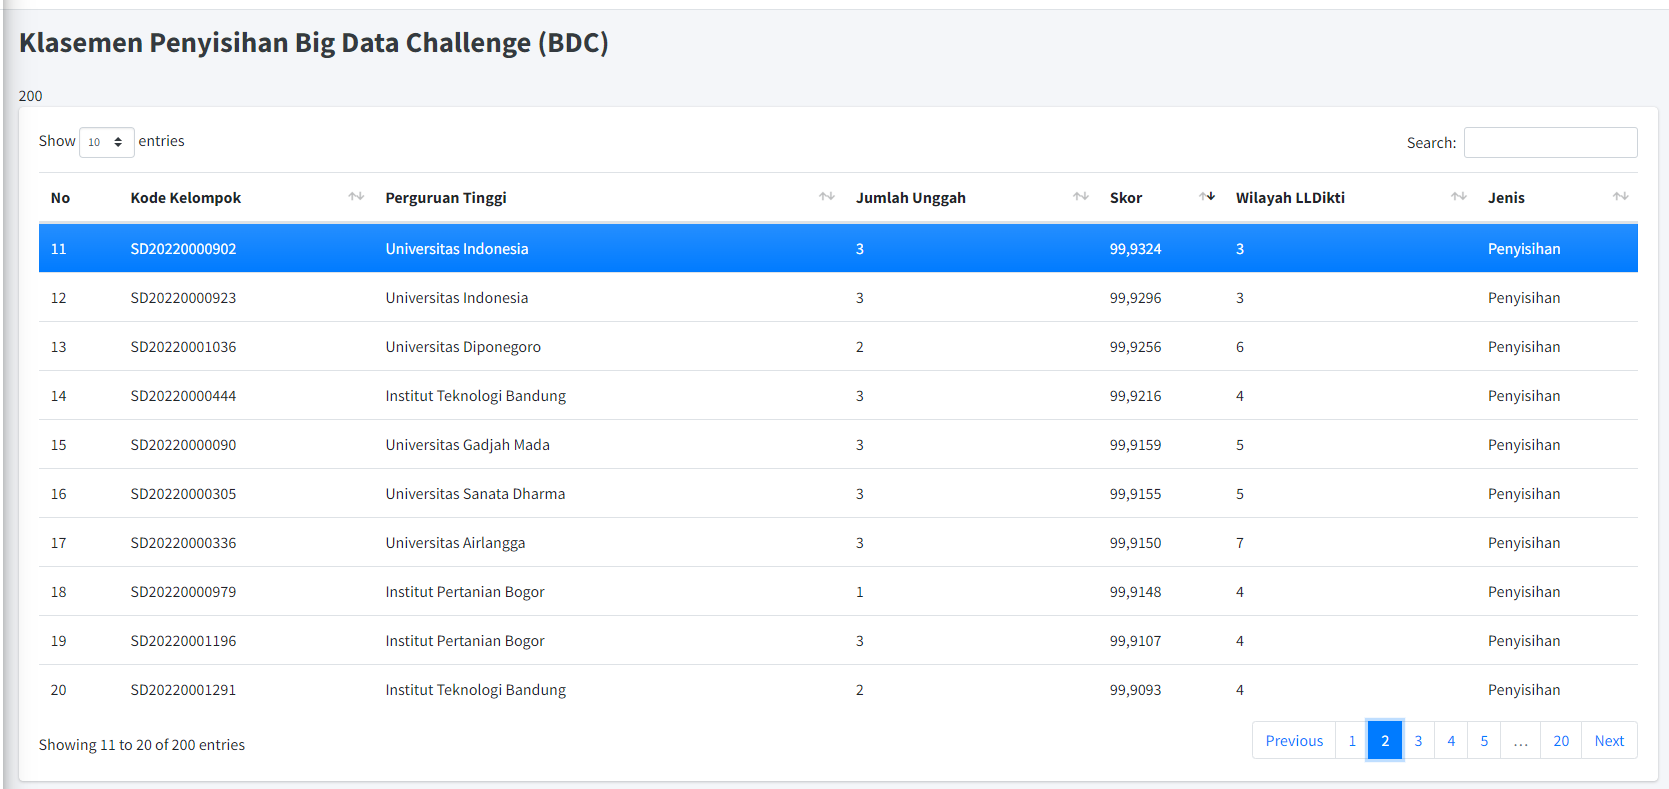 Klasemen Penyisihan Big Data Challenge (BDC)
200
Show 10 entries Search:
No Kode Kelompok Perguruan Tinggi Jumlah Unggah Skor Wilayah LLDikti Jenis
11 SD20220000902 Universitas Indonesia 3 99,9324 3 Penyisihan
12 SD20220000923 Universitas Indonesia 3 99,9296 3 Penyisihan
13 SD20220001036 Universitas Diponegoro 2 99,9256 6 Penyisihan
14 SD20220000444 Institut Teknologi Bandung 3 99,9216 4 Penyisihan
15 SD20220000090 Universitas Gadjah Mada 3 99,9159 5 Penyisihan
16 SD20220000305 Universitas Sanata Dharma 3 99,9155 5 Penyisihan
17 SD20220000336 Universitas Airlangga 3 99,9150 7 Penyisihan
18 SD20220000979 Institut Pertanian Bogor 1 99,9148 4 Penyisihan
19 SD20220001196 Institut Pertanian Bogor 3 99,9107 4 Penyisihan
20 SD20220001291 Institut Teknologi Bandung 2 99,9093 4 Penyisihan
Showing 11 to 20 of 200 entries Previous 1 2 3 4 5 … 20 Next